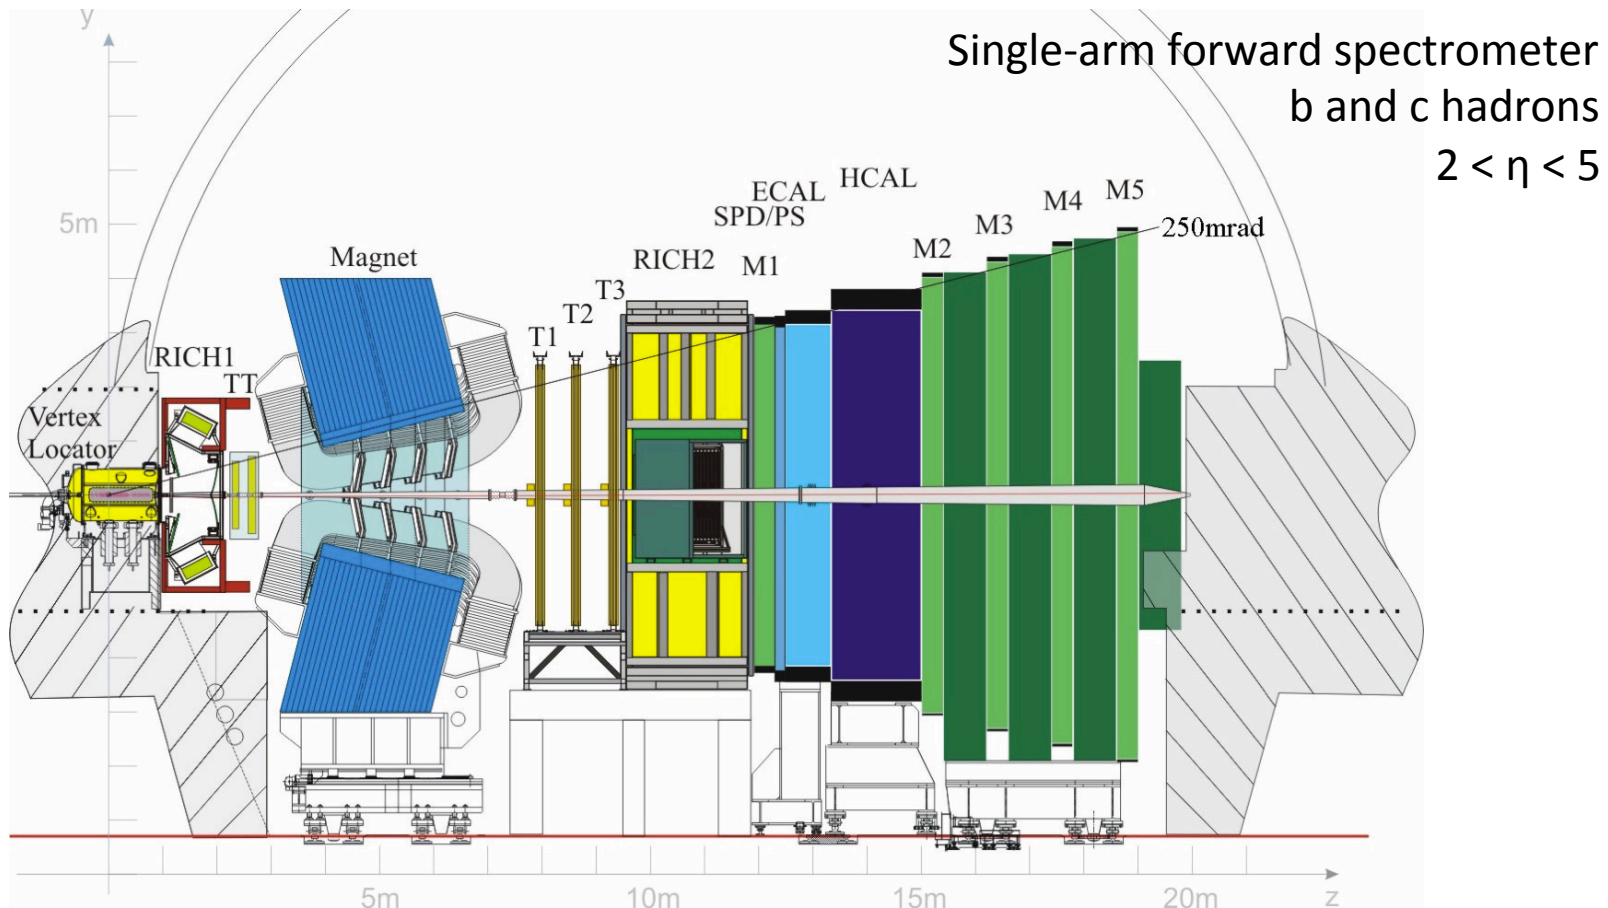 y
Single-arm forward spectrometer
b and c hadrons
2 < η < 5
HCAL
ECAL
SPD/PS
M5
M4
M3
M2
250mrad
5m
Magnet
RICH2
M1
T3
T2
T1
RICH1
TT
Vertex
Locator
5m
10m
15m
20m
z